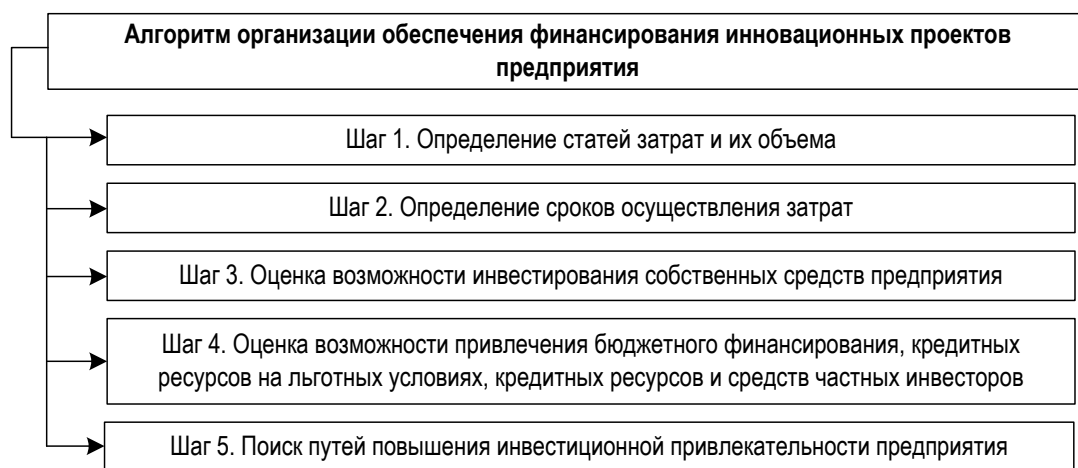 Алгоритм организации обеспечения финансирования инновационных проектов
предприятия
Шаг 1. Определение статей затрат и их объема
Шаг 2. Определение сроков осуществления затрат
Шаг 3. Оценка возможности инвестирования собственных средств предприятия
Шаг 4. Оценка возможности привлечения бюджетного финансирования, кредитных
ресурсов на льготных условиях, кредитных ресурсов и средств частных инвесторов
Шаг 5. Поиск путей повышения инвестиционной привлекательности предприятия